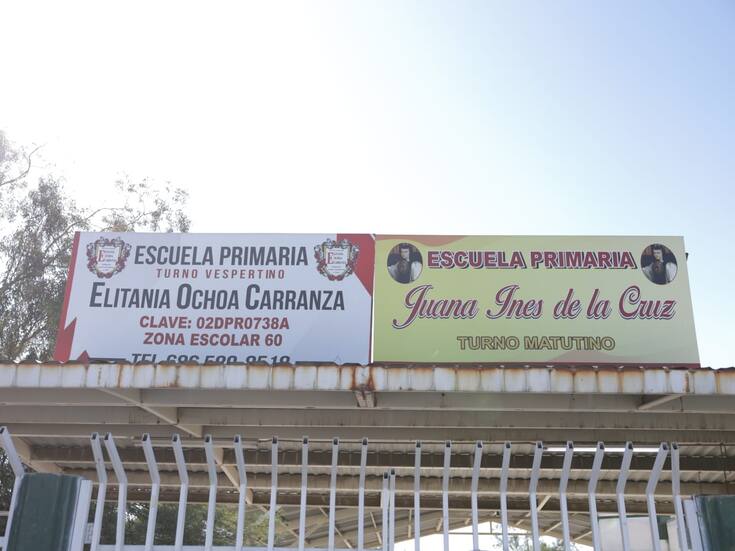 ESCUELA PRIMARIA
TURNO VESPERTINO
ELITANIA OCHOA CARRANZA
CLAVE: 02DPR0738A
ZONA ESCOLAR 60
TEL.
ESCUELA PRIMARIA
Juana Ines de la Cruz
TURNO MATUTINO